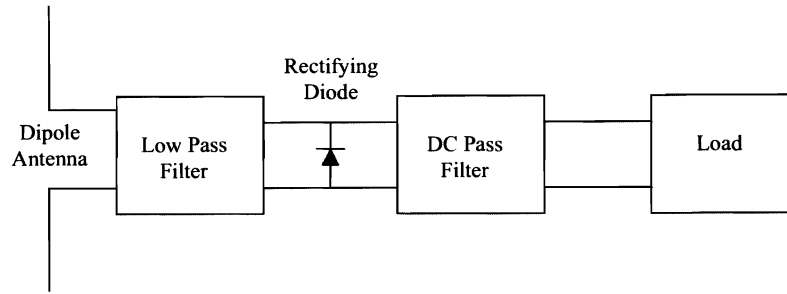 Rectifying
Diode
Dipole
Antenna
Low Pass
Filter
DC Pass
Filter
Load